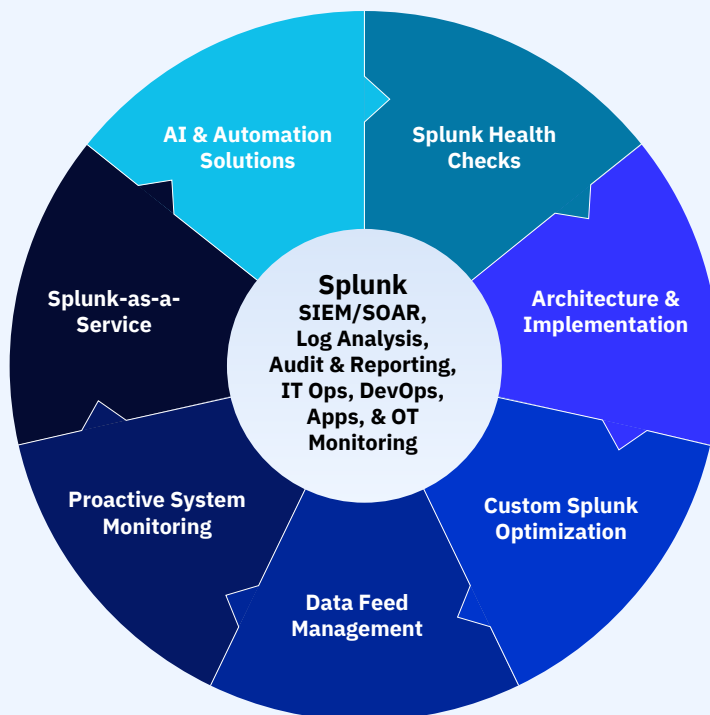 AI & Automation
Solutions
Splunk Health
Checks
Splunk-as-a-
Service
Splunk
SIEM/SOAR,
Log Analysis,
Audit & Reporting,
IT Ops, DevOps,
Apps, & OT
Monitoring
Architecture &
Implementation
Proactive System
Monitoring
Custom Splunk
Optimization
Data Feed
Management